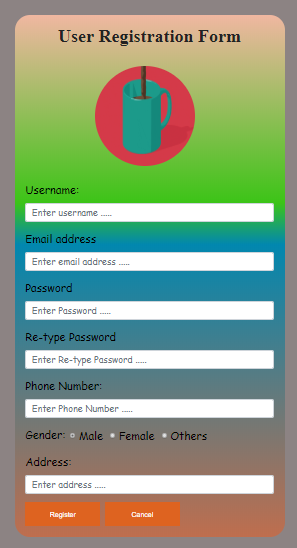 User Registration Form
Username:
Enter username .....
Email address
Enter email address .....
Password
Enter Password .....
Re-type Password
Enter Re-type Password .....
Phone Number:
Enter Phone Number .....
Gender: Male Female Others
Address:
Enter address .....
Register Cancel